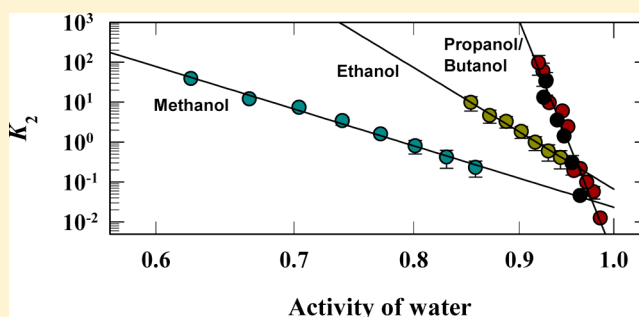 10³
10²
10¹
10⁰
10⁻¹
10⁻²
K₂
Methanol
Ethanol
Propanol/
Butanol
0.6 0.7 0.8 0.9 1.0
Activity of water